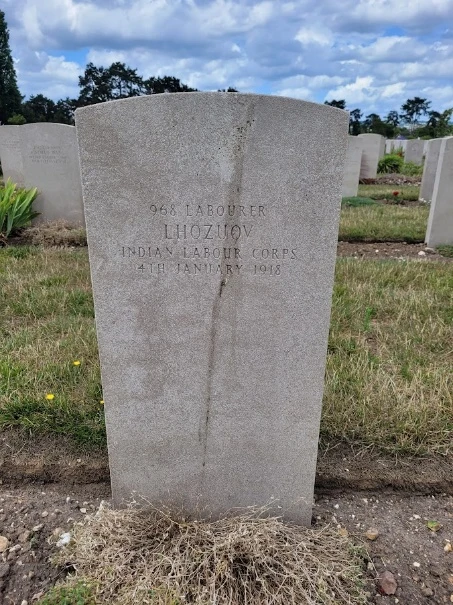 968 LABOURER
LHOZUOV
INDIAN LABOUR CORPS
4TH JANUARY 1918